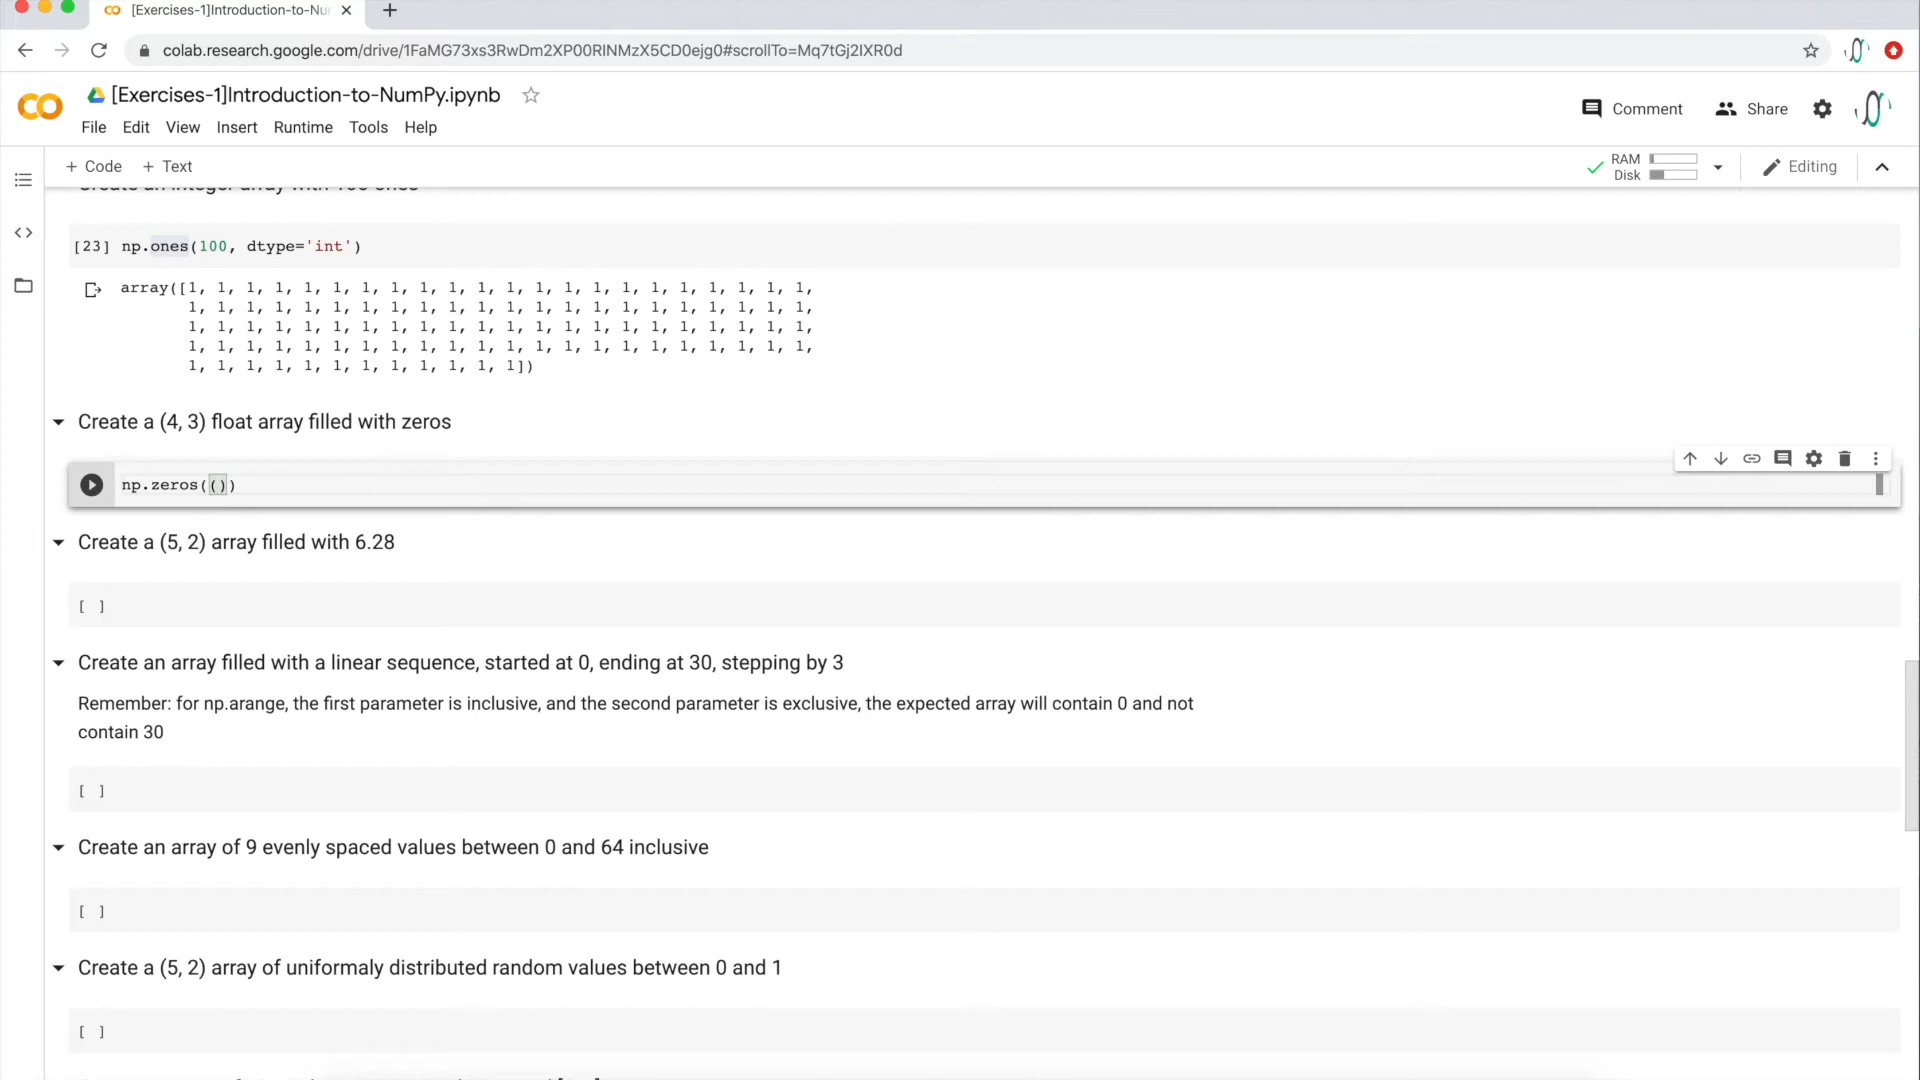 [Exercises-1]Introduction-to-Nu
colab.research.google.com/drive/1FaMG73xs3RwDm2XP00RlNMzX5CD0ejg0#scrollTo=Mq7tGj2IXR0d
[Exercises-1]Introduction-to-NumPy.ipynb
Comment
Share
File Edit View Insert Runtime Tools Help
+ Code + Text
RAM
Disk
Editing
Create an integer array with 100 ones
[23] np.ones(100, dtype='int')
array([1, 1, 1, 1, 1, 1, 1, 1, 1, 1, 1, 1, 1, 1, 1, 1, 1, 1, 1, 1, 1, 1,
1, 1, 1, 1, 1, 1, 1, 1, 1, 1, 1, 1, 1, 1, 1, 1, 1, 1, 1, 1, 1, 1,
1, 1, 1, 1, 1, 1, 1, 1, 1, 1, 1, 1, 1, 1, 1, 1, 1, 1, 1, 1, 1, 1,
1, 1, 1, 1, 1, 1, 1, 1, 1, 1, 1, 1, 1, 1, 1, 1, 1, 1, 1, 1, 1, 1,
1, 1, 1, 1, 1, 1, 1, 1, 1, 1, 1, 1])
Create a (4, 3) float array filled with zeros
np.zeros(())
Create a (5, 2) array filled with 6.28
[ ]
Create an array filled with a linear sequence, started at 0, ending at 30, stepping by 3
Remember: for np.arange, the first parameter is inclusive, and the second parameter is exclusive, the expected array will contain 0 and not
contain 30
[ ]
Create an array of 9 evenly spaced values between 0 and 64 inclusive
[ ]
Create a (5, 2) array of uniformaly distributed random values between 0 and 1
[ ]